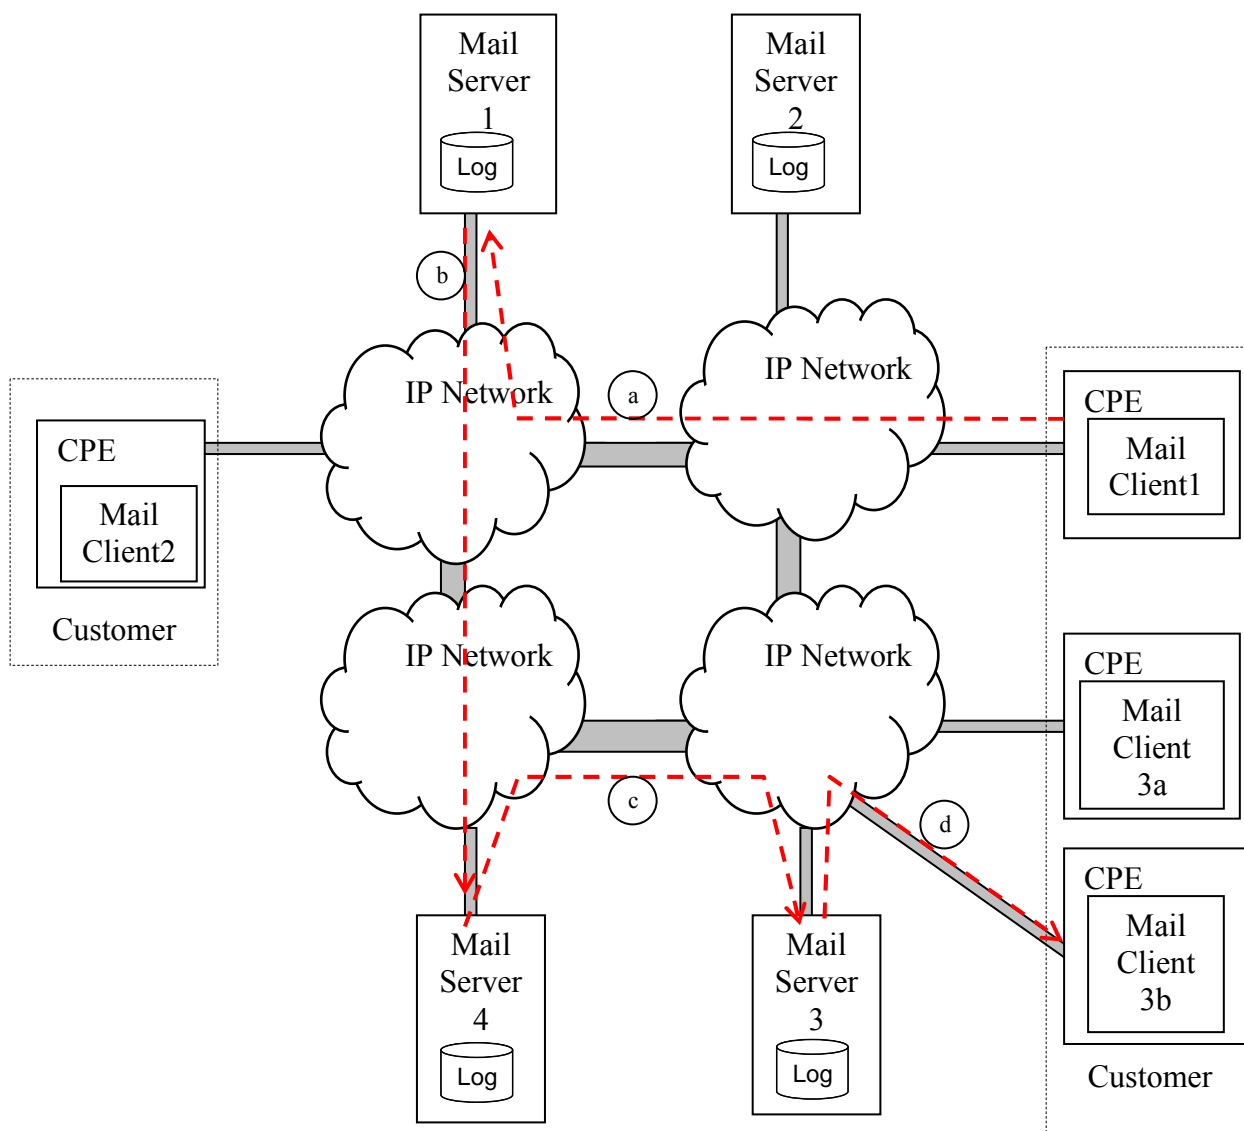 Mail
Server
1
Log
Mail
Server
2
Log
b
IP Network
IP Network
a
CPE
Mail
Client1
CPE
Mail
Client2
Customer
IP Network
IP Network
CPE
Mail
Client
3a
c
d
CPE
Mail
Client
3b
Customer
Mail
Server
4
Log
Mail
Server
3
Log